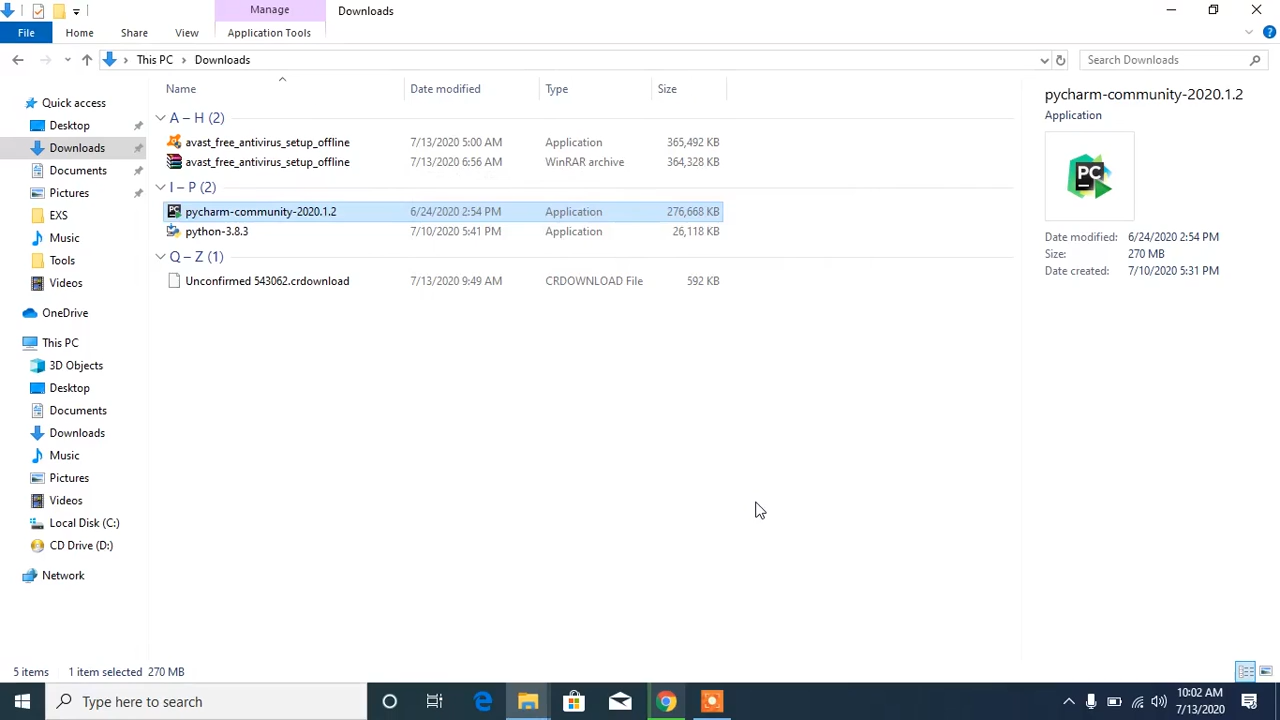 Manage
Downloads
File
Home
Share
View
Application Tools
This PC
Downloads
Search Downloads
Name
Date modified
Type
Size
A – H (2)
avast_free_antivirus_setup_offline 7/13/2020 5:00 AM Application 365,492 KB
avast_free_antivirus_setup_offline 7/13/2020 6:56 AM WinRAR archive 364,328 KB
I – P (2)
pycharm-community-2020.1.2 6/24/2020 2:54 PM Application 276,668 KB
python-3.8.3 7/10/2020 5:41 PM Application 26,118 KB
Q – Z (1)
Unconfirmed 543062.crdownload 7/13/2020 9:49 AM CRDOWNLOAD File 592 KB
Quick access
Desktop
Downloads
Documents
Pictures
EXS
Music
Tools
Videos
OneDrive
This PC
3D Objects
Desktop
Documents
Downloads
Music
Pictures
Videos
Local Disk (C:)
CD Drive (D:)
Network
pycharm-community-2020.1.2
Application
PC
Date modified: 6/24/2020 2:54 PM
Size: 270 MB
Date created: 7/10/2020 5:31 PM
5 items 1 item selected 270 MB
Type here to search
10:02 AM
7/13/2020